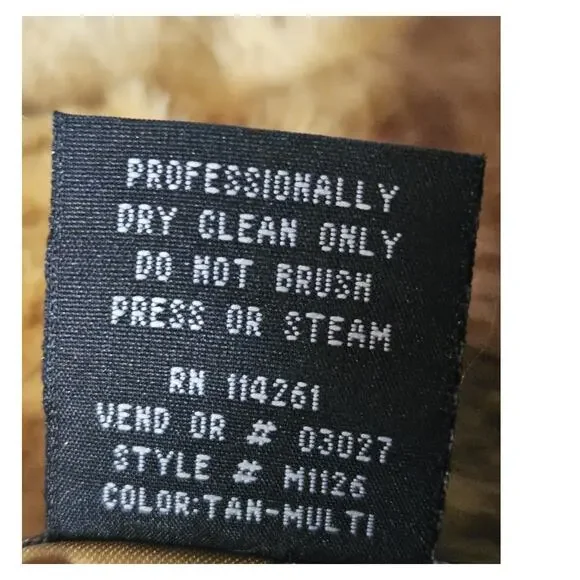 PROFESSIONALLY
DRY CLEAN ONLY
DO NOT BRUSH
PRESS OR STEAM
RN 114261
VEND OR # 03027
STYLE # M1126
COLOR:TAN-MULTI